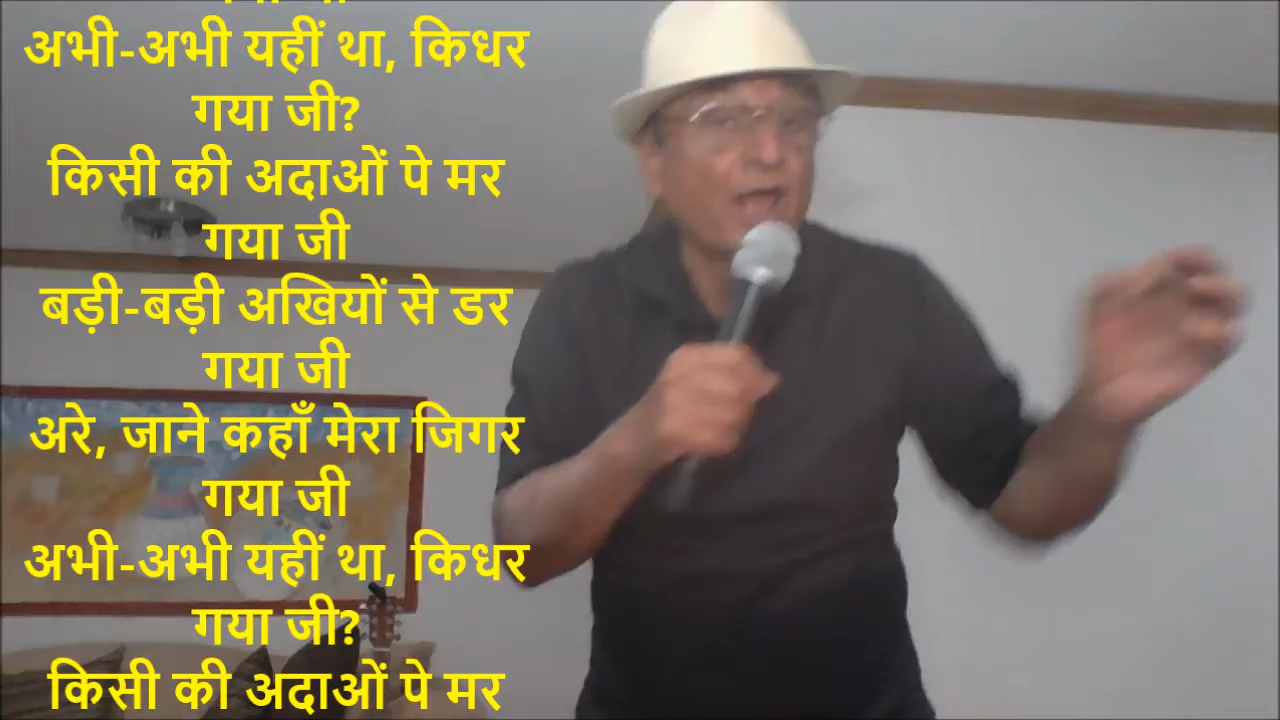 अभी-अभी यहीं था, किधर
गया जी?
किसी की अदाओं पे मर
गया जी
बड़ी-बड़ी अखियों से डर
गया जी
अरे, जाने कहाँ मेरा जिगर
गया जी
अभी-अभी यहीं था, किधर
गया जी?
किसी की अदाओं पे मर